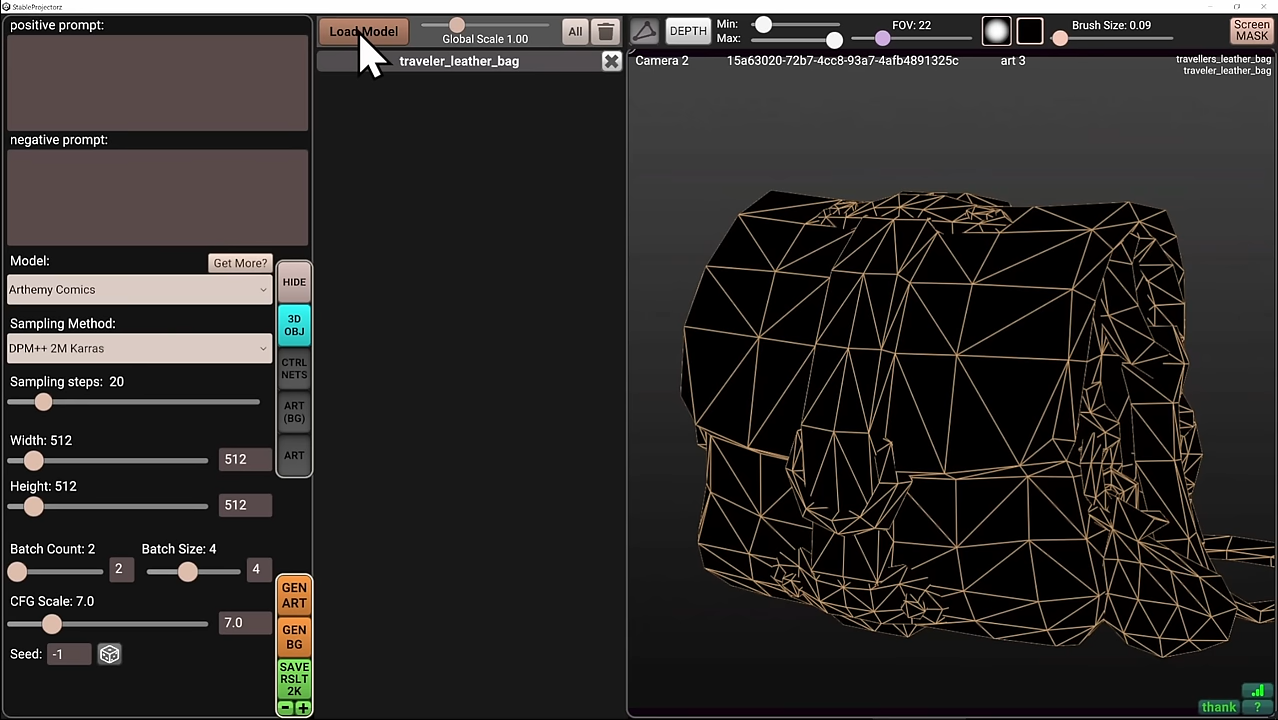 StableProjectorz
positive prompt:
negative prompt:
Model:
Get More?
Arthemy Comics
Sampling Method:
DPM++ 2M Karras
Sampling steps: 20
Width: 512
512
Height: 512
512
Batch Count: 2
Batch Size: 4
2
4
CFG Scale: 7.0
7.0
Seed:
-1
HIDE
3D
OBJ
CTRL
NETS
ART
(BG)
ART
GEN
ART
GEN
BG
SAVE
RSLT
2K
- +
Load Model
Global Scale 1.00
All
traveler_leather_bag
DEPTH
Min:
Max:
FOV: 22
Brush Size: 0.09
Screen
MASK
Camera 2
15a63020-72b7-4cc8-93a7-4afb4891325c
art 3
travellers_leather_bag
traveler_leather_bag
thank
?